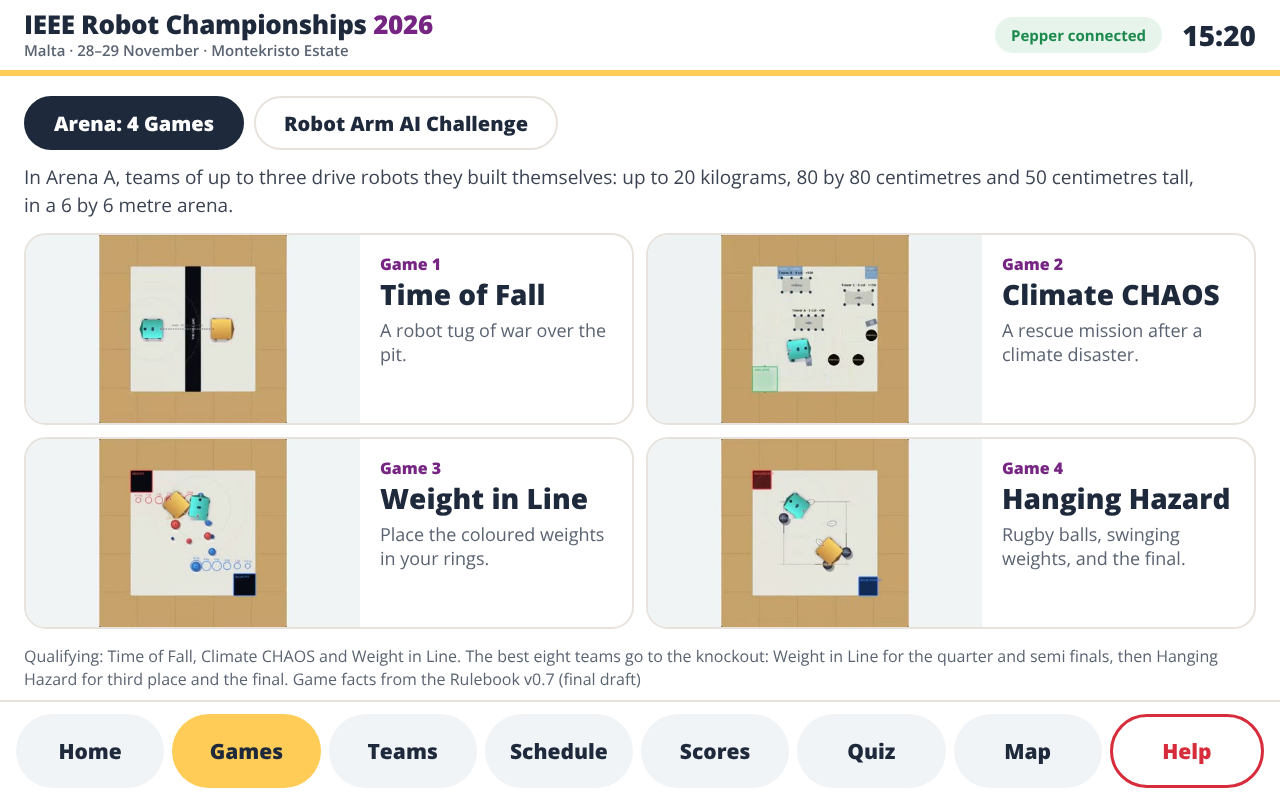 IEEE Robot Championships 2026
Malta · 28–29 November · Montekristo Estate
Pepper connected
15:20
Arena: 4 Games
Robot Arm AI Challenge
In Arena A, teams of up to three drive robots they built themselves: up to 20 kilograms, 80 by 80 centimetres and 50 centimetres tall,
in a 6 by 6 metre arena.
Game 1
Time of Fall
A robot tug of war over the
pit.
Game 2
Climate CHAOS
A rescue mission after a
climate disaster.
Game 3
Weight in Line
Place the coloured weights
in your rings.
Game 4
Hanging Hazard
Rugby balls, swinging
weights, and the final.
Qualifying: Time of Fall, Climate CHAOS and Weight in Line. The best eight teams go to the knockout: Weight in Line for the quarter and semi finals, then Hanging
Hazard for third place and the final. Game facts from the Rulebook v0.7 (final draft)
Home
Games
Teams
Schedule
Scores
Quiz
Map
Help